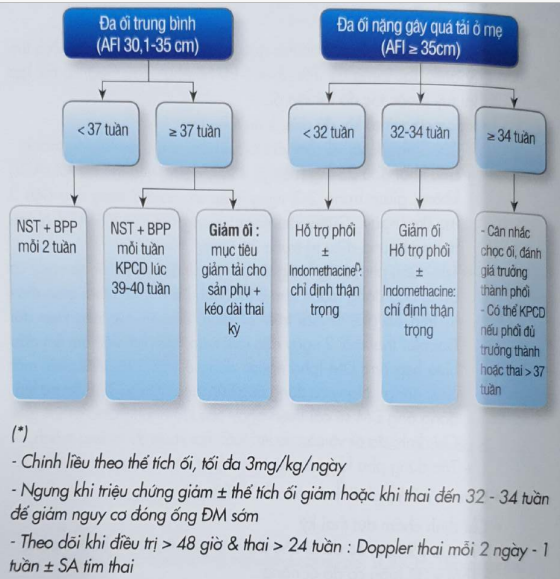 Đa ối trung bình
(AFI 30,1-35 cm)
Đa ối nặng gây quá tải ở mẹ
(AFI ≥ 35cm)
< 37 tuần
≥ 37 tuần
< 32 tuần
32-34 tuần
≥ 34 tuần
NST + BPP
mỗi 2 tuần
NST + BPP
mỗi tuần
KPCD lúc
39-40 tuần
Giảm ối :
mục tiêu
giảm tải cho
sản phụ +
kéo dài thai
kỳ
Hỗ trợ phổi
±
Indomethacine(*):
chỉ định thận
trọng
Giảm ối
Hỗ trợ phổi
±
Indomethacine:
chỉ định thận
trọng
- Cân nhắc
chọc ối, đánh
giá trưởng
thành phổi
- Có thể KPCD
nếu phổi đủ
trưởng thành
hoặc thai > 37
tuần
(*)
- Chỉnh liều theo thể tích ối, tối đa 3mg/kg/ngày
- Ngưng khi triệu chứng giảm ± thể tích ối giảm hoặc khi thai đến 32 - 34 tuần
để giảm nguy cơ đóng ống ĐM sớm
- Theo dõi khi điều trị > 48 giờ & thai > 24 tuần : Doppler thai mỗi 2 ngày - 1
tuần ± SA tim thai